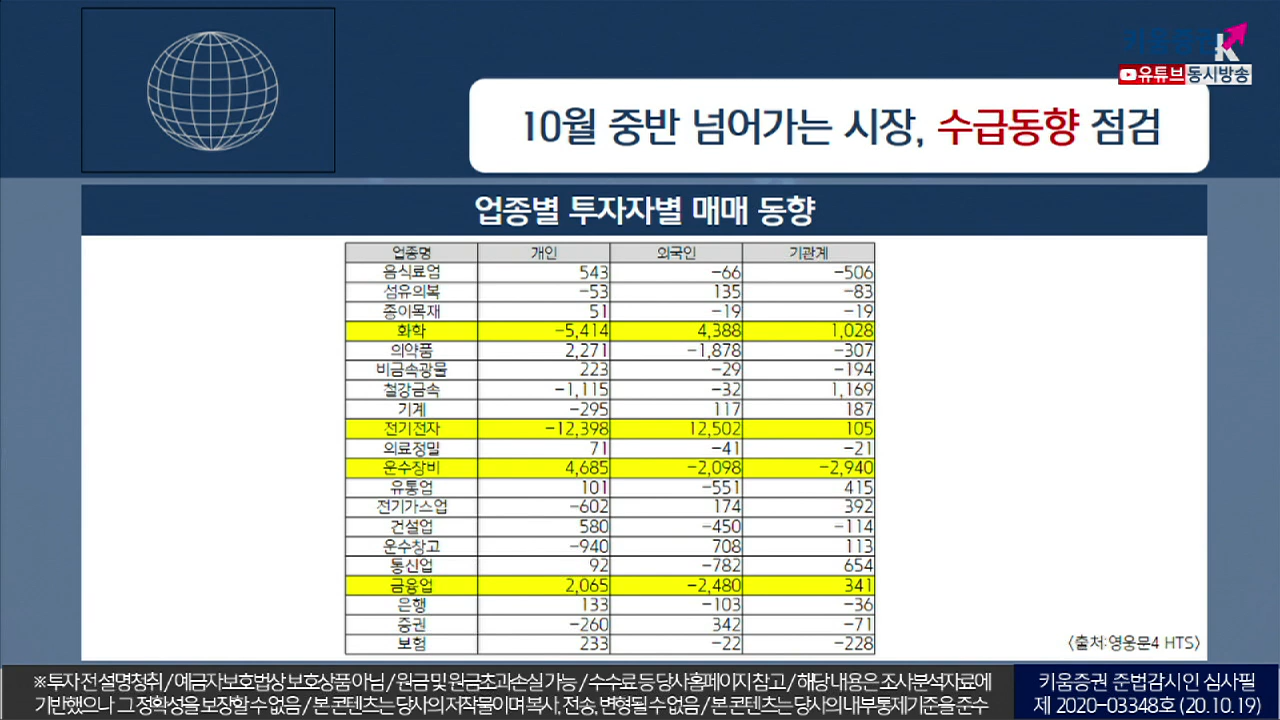 키움증권
유튜브 동시방송
10월 중반 넘어가는 시장, 수급동향 점검
업종별 투자자별 매매 동향
업종명 개인 외국인 기관계
음식료업 543 -66 -506
섬유의복 -53 135 -83
종이목재 51 -19 -19
화학 -5,414 4,388 1,028
의약품 2,271 -1,878 -307
비금속광물 223 -29 -194
철강금속 -1,115 -32 1,169
기계 -295 117 187
전기전자 -12,398 12,502 105
의료정밀 71 -41 -21
운수장비 4,685 -2,098 -2,940
유통업 101 -551 415
전기가스업 -602 174 392
건설업 580 -450 -114
운수창고 -940 708 113
통신업 92 -782 654
금융업 2,065 -2,480 341
은행 133 -103 -36
증권 -260 342 -71
보험 233 -22 -228
<출처:영웅문4 HTS>
※ 투자 전 설명청취 / 예금자보호법상 보호상품 아님 / 원금 및 원금초과손실 가능 / 수수료 등 당사홈페이지 참고 / 해당 내용은 조사분석자료에
기반했으나 그 정확성을 보장할 수 없음 / 본 콘텐츠는 당사의 저작물이며 복사, 전송, 변형될 수 없음 / 본 콘텐츠는 당사의 내부통제기준을 준수
키움증권 준법감시인 심사필
제 2020-03348호 (20.10.19)